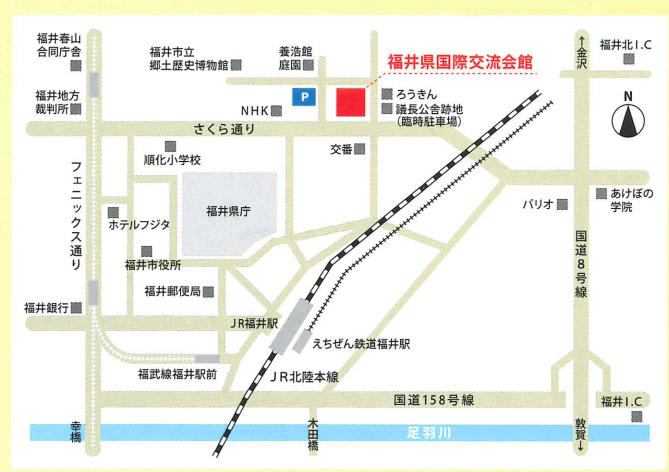 福井春山
合同庁舎
福井市立
郷土歴史博物館
養浩館
庭園
福井県国際交流会館
↑金沢
福井北I.C
P
ろうきん
議長公舎跡地
(臨時駐車場)
N
福井地方
裁判所
NHK
さくら通り
順化小学校
交番
フェニックス通り
福井県庁
ホテルフジタ
パリオ
あけぼの
学院
福井市役所
国道8号線
福井郵便局
福井銀行
JR福井駅
えちぜん鉄道福井駅
福武線福井駅前
JR北陸本線
国道158号線
福井I.C
幸橋
木田橋
足羽川
敦賀↓